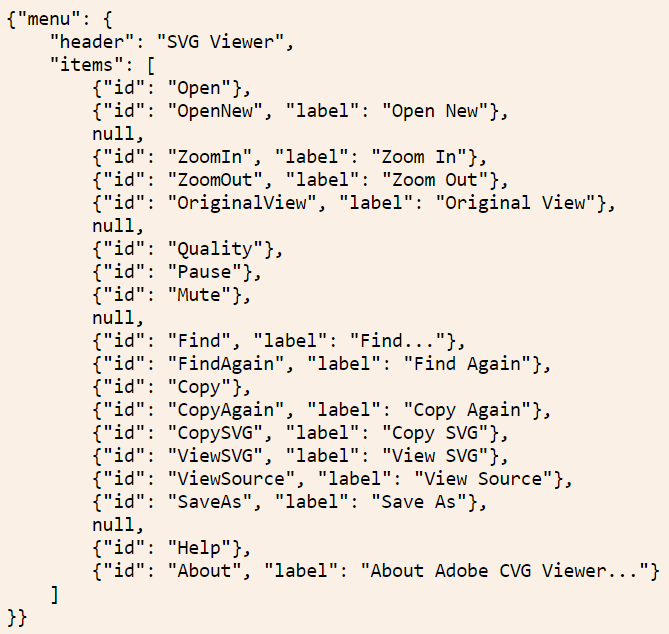 {"menu": {
    "header": "SVG Viewer",
    "items": [
        {"id": "Open"},
        {"id": "OpenNew", "label": "Open New"},
        null,
        {"id": "ZoomIn", "label": "Zoom In"},
        {"id": "ZoomOut", "label": "Zoom Out"},
        {"id": "OriginalView", "label": "Original View"},
        null,
        {"id": "Quality"},
        {"id": "Pause"},
        {"id": "Mute"},
        null,
        {"id": "Find", "label": "Find..."},
        {"id": "FindAgain", "label": "Find Again"},
        {"id": "Copy"},
        {"id": "CopyAgain", "label": "Copy Again"},
        {"id": "CopySVG", "label": "Copy SVG"},
        {"id": "ViewSVG", "label": "View SVG"},
        {"id": "ViewSource", "label": "View Source"},
        {"id": "SaveAs", "label": "Save As"},
        null,
        {"id": "Help"},
        {"id": "About", "label": "About Adobe CVG Viewer..."}
    ]
}}